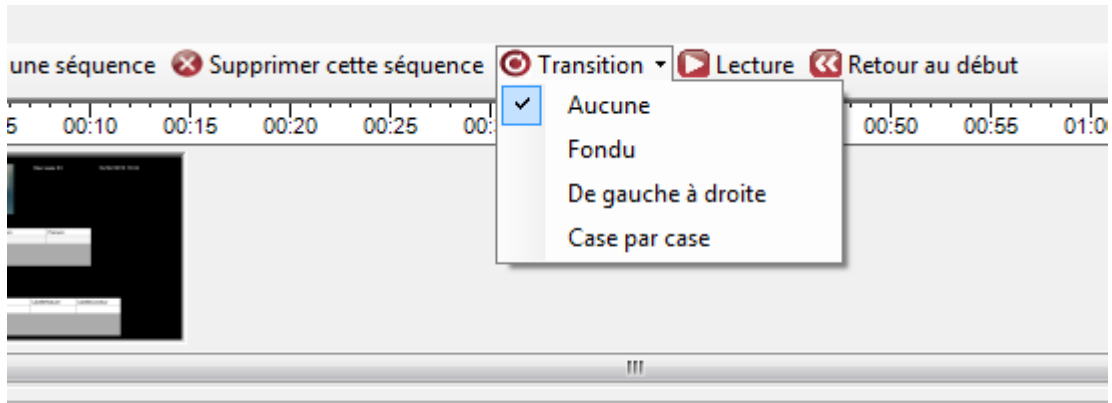 une séquence Supprimer cette séquence Transition Lecture Retour au début
00:10 00:15 00:20 00:25 00:50 00:55
Aucune
Fondu
De gauche à droite
Case par case